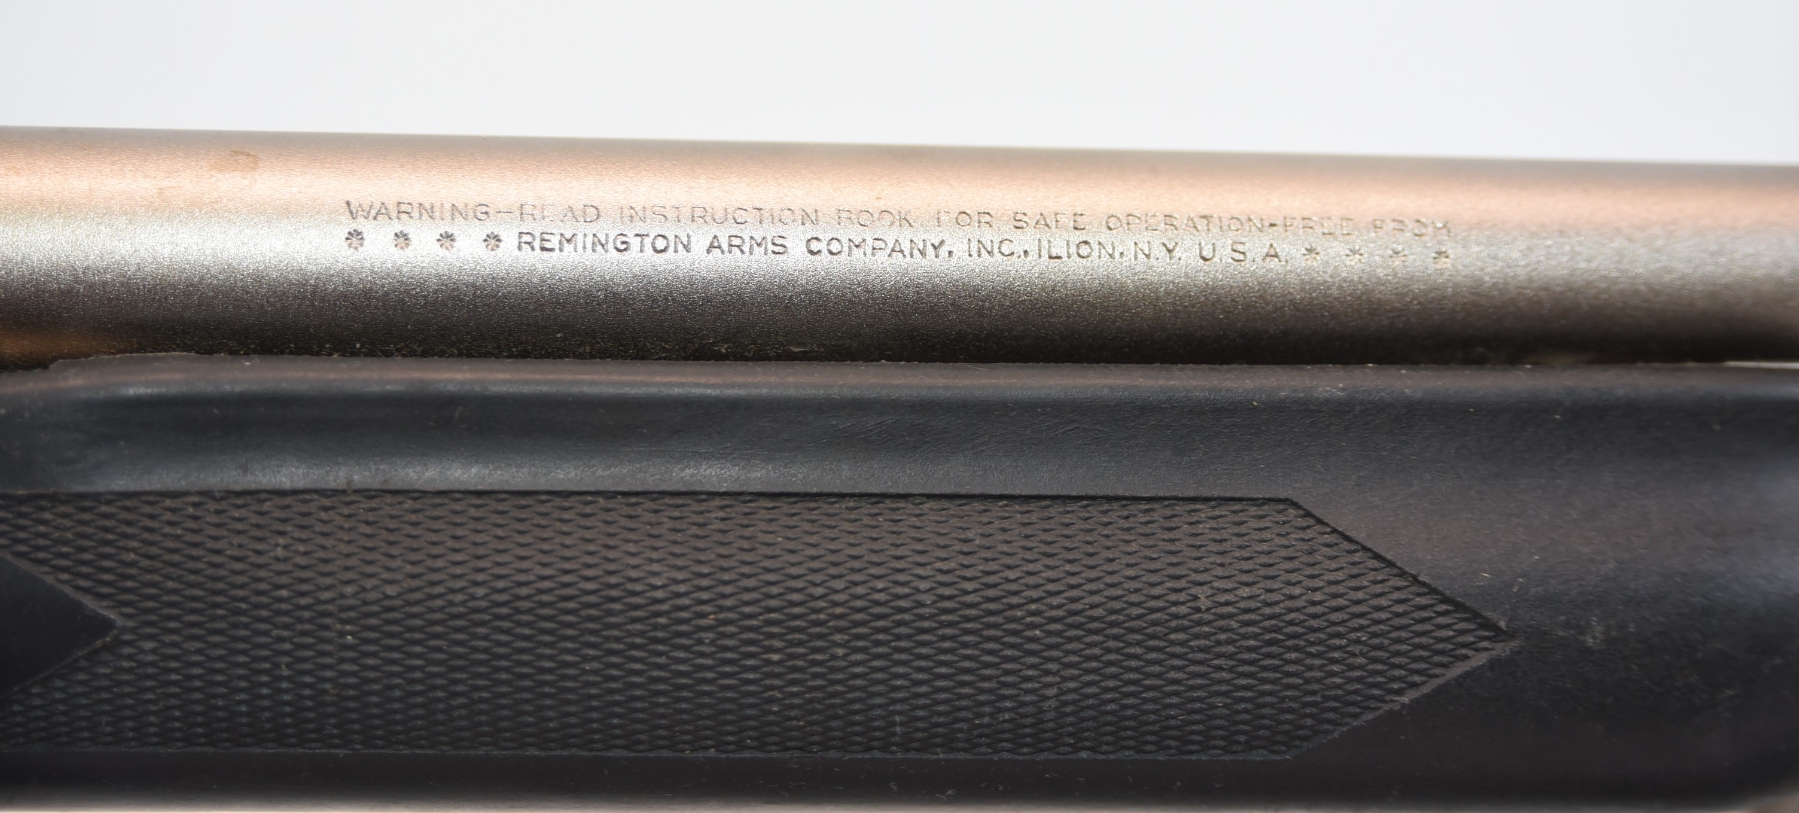 WARNING-READ INSTRUCTION BOOK FOR SAFE OPERATION-FREE FROM
* * * * REMINGTON ARMS COMPANY, INC., ILION, N.Y. U.S.A. * * * *